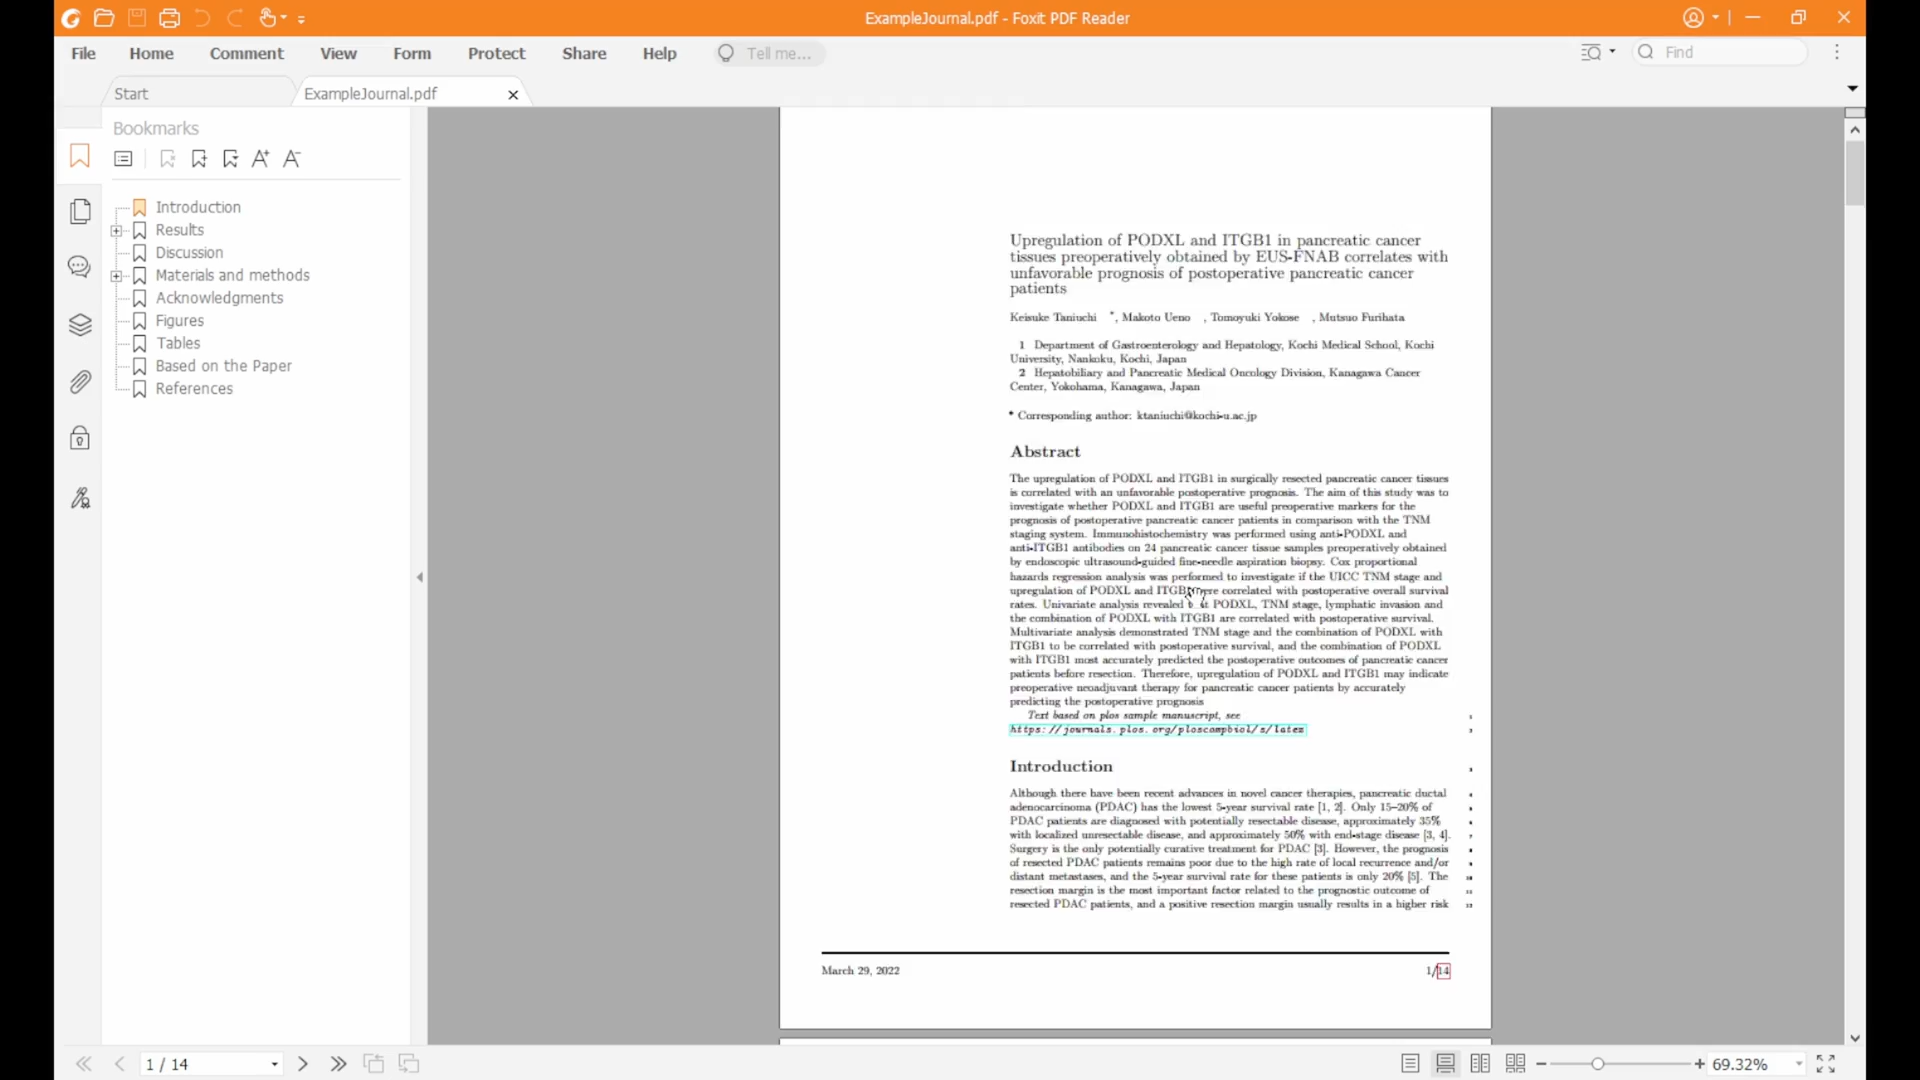 ExampleJournal.pdf - Foxit PDF Reader
File Home Comment View Form Protect Share Help Tell me... Find
Start ExampleJournal.pdf
Bookmarks
Introduction
Results
Discussion
Materials and methods
Acknowledgments
Figures
Tables
Based on the Paper
References
Upregulation of PODXL and ITGB1 in pancreatic cancer
tissues preoperatively obtained by EUS-FNAB correlates with
unfavorable prognosis of postoperative pancreatic cancer
patients
Keisuke Taniuchi *, Makoto Ueno , Tomoyuki Yokose , Mutsuo Furihata
1 Department of Gastroenterology and Hepatology, Kochi Medical School, Kochi
University, Nankoku, Kochi, Japan
2 Hepatobiliary and Pancreatic Medical Oncology Division, Kanagawa Cancer
Center, Yokohama, Kanagawa, Japan
* Corresponding author: ktaniuchi@kochi-u.ac.jp
Abstract
The upregulation of PODXL and ITGB1 in surgically resected pancreatic cancer tissues
is correlated with an unfavorable postoperative prognosis. The aim of this study was to
investigate whether PODXL and ITGB1 are useful preoperative markers for the
prognosis of postoperative pancreatic cancer patients in comparison with the TNM
staging system. Immunohistochemistry was performed using anti-PODXL and
anti-ITGB1 antibodies on 24 pancreatic cancer tissue samples preoperatively obtained
by endoscopic ultrasound-guided fine-needle aspiration biopsy. Cox proportional
hazards regression analysis was performed to investigate if the UICC TNM stage and
upregulation of PODXL and ITGB1 were correlated with postoperative overall survival
rates. Univariate analysis revealed that PODXL, TNM stage, lymphatic invasion and
the combination of PODXL with ITGB1 are correlated with postoperative survival.
Multivariate analysis demonstrated TNM stage and the combination of PODXL with
ITGB1 to be correlated with postoperative survival, and the combination of PODXL
with ITGB1 most accurately predicted the postoperative outcomes of pancreatic cancer
patients before resection. Therefore, upregulation of PODXL and ITGB1 may indicate
preoperative neoadjuvant therapy for pancreatic cancer patients by accurately
predicting the postoperative prognosis
Text based on plos sample manuscript, see
https://journals.plos.org/ploscompbiol/s/latex
Introduction
Although there have been recent advances in novel cancer therapies, pancreatic ductal
adenocarcinoma (PDAC) has the lowest 5-year survival rate [1, 2]. Only 15–20% of
PDAC patients are diagnosed with potentially resectable disease, approximately 35%
with localized unresectable disease, and approximately 50% with end-stage disease [3, 4].
Surgery is the only potentially curative treatment for PDAC [3]. However, the prognosis
of resected PDAC patients remains poor due to the high rate of local recurrence and/or
distant metastases, and the 5-year survival rate for these patients is only 20% [5]. The
resection margin is the most important factor related to the prognostic outcome of
resected PDAC patients, and a positive resection margin usually results in a higher risk
March 29, 2022 1/14
1 / 14 69.32%